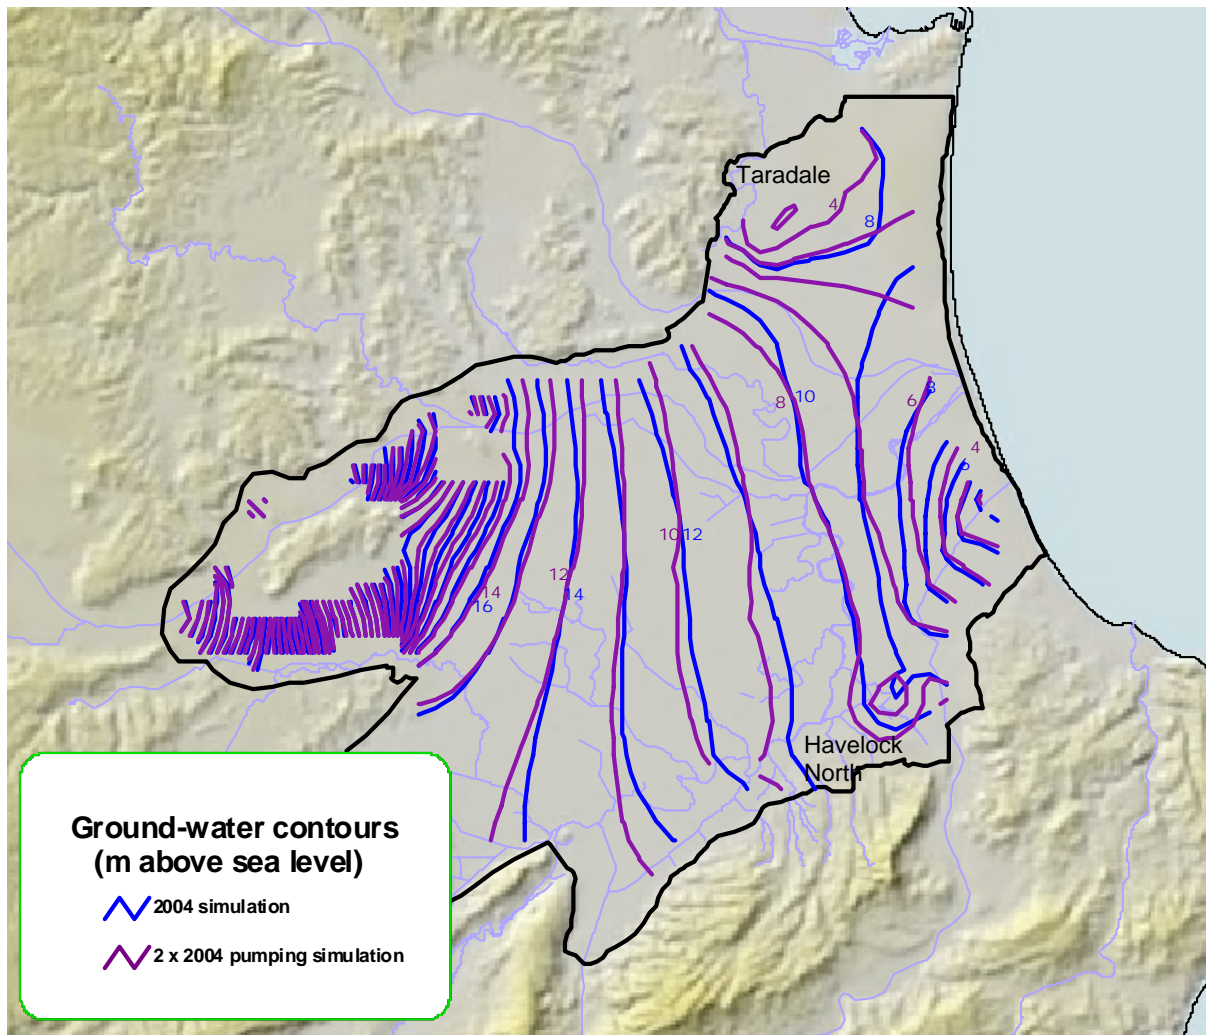 Taradale
4
8
10
8
8
6
4
6
10
12
12
14
14
16
Havelock
North
Ground-water contours
(m above sea level)
2004 simulation
2 x 2004 pumping simulation